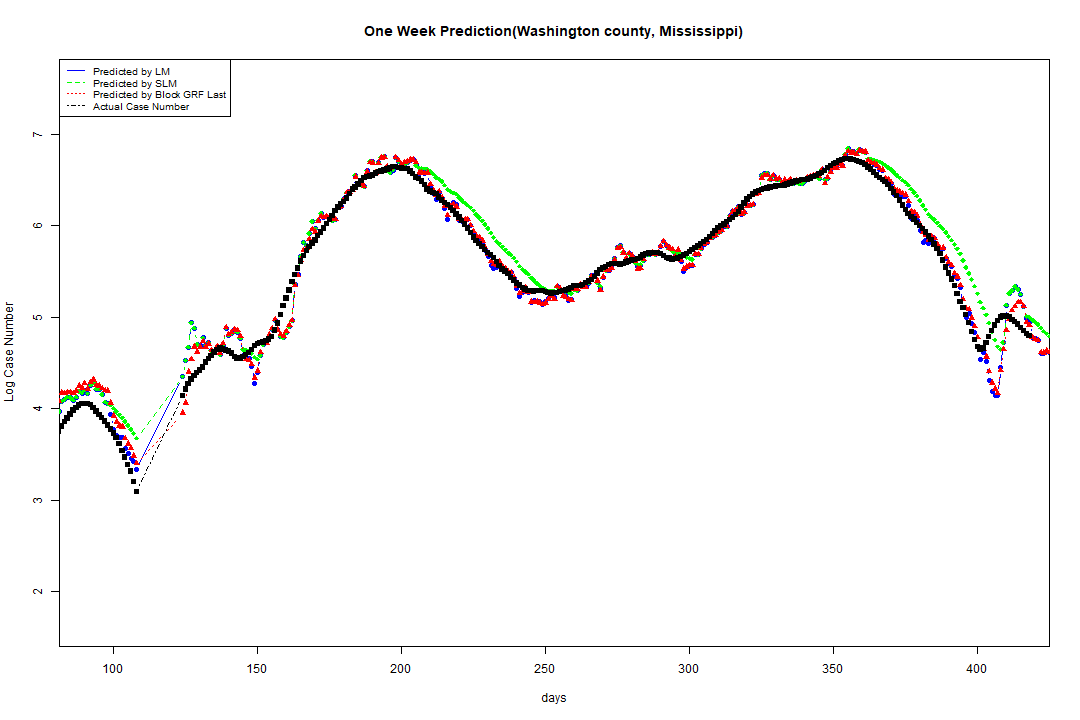 One Week Prediction(Washington county, Mississippi)
Predicted by LM
Predicted by SLM
Predicted by Block GRF Last
Actual Case Number
7
6
5
4
3
2
Log Case Number
100 150 200 250 300 350 400
days